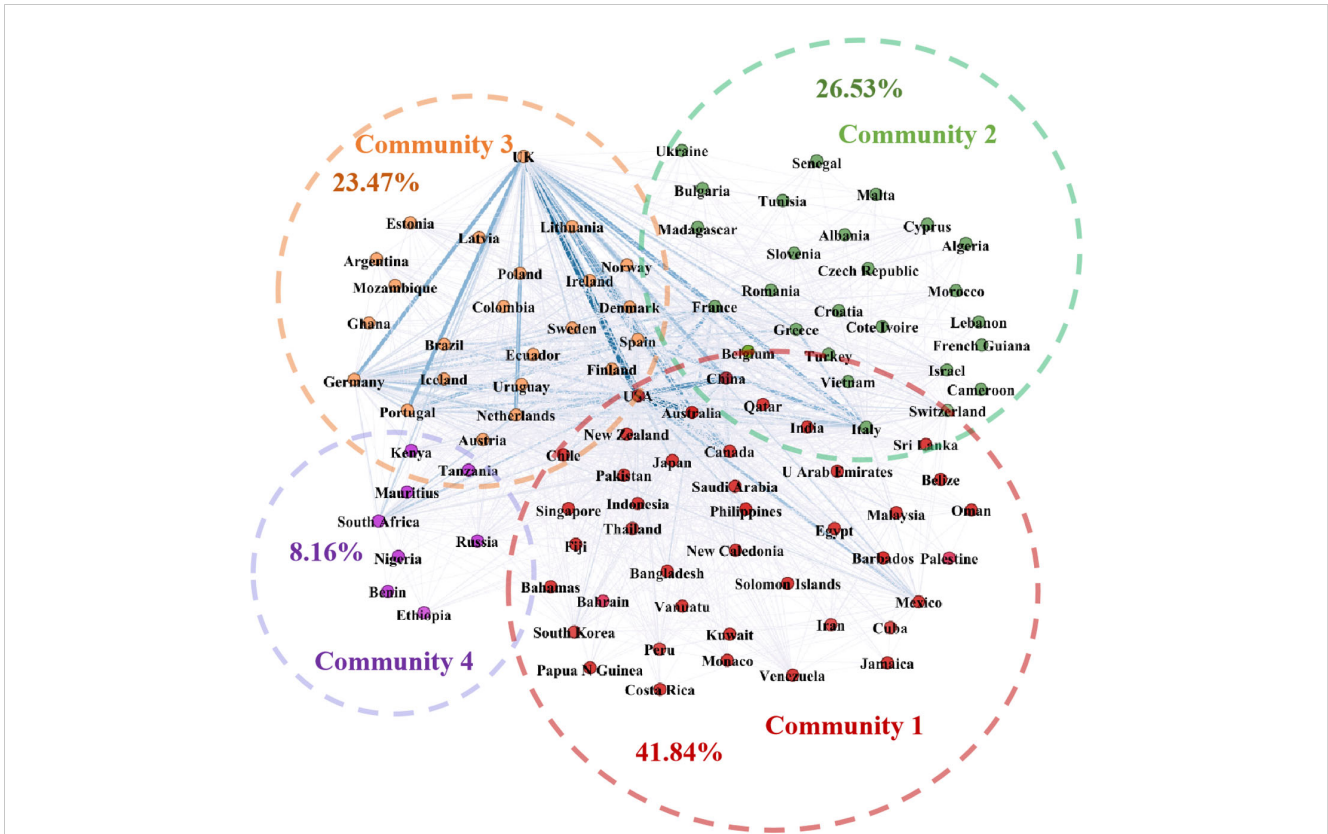 26.53%
Community 2
Community 3
UK
23.47%
Ukraine
Senegal
Bulgaria
Tunisia
Malta
Estonia
Latvia
Lithuania
Madagascar
Albania
Cyprus
Algeria
Slovenia
Czech Republic
Argentina
Mozambique
Poland
Ireland
Norway
Romania
Morocco
Ghana
Colombia
Denmark
France
Croatia
Cote Ivoire
Lebanon
Greece
French Guiana
Brazil
Sweden
Spain
Ecuador
Belgium
Turkey
Israel
Germany
Iceland
Uruguay
Finland
China
Vietnam
Cameroon
USA
Portugal
Netherlands
Australia
Qatar
India
Italy
Switzerland
Austria
New Zealand
Sri Lanka
Kenya
Tanzania
Chile
Japan
Canada
U Arab Emirates
Belize
Pakistan
Saudi Arabia
Mauritius
Indonesia
Philippines
Malaysia
Oman
South Africa
Singapore
Thailand
Egypt
8.16%
Russia
Nigeria
Fiji
New Caledonia
Barbados
Palestine
Benin
Ethiopia
Bahamas
Bangladesh
Solomon Islands
Bahrain
Vanuatu
Mexico
South Korea
Kuwait
Iran
Cuba
Community 4
Peru
Monaco
Jamaica
Papua N Guinea
Costa Rica
Venezuela
Community 1
41.84%